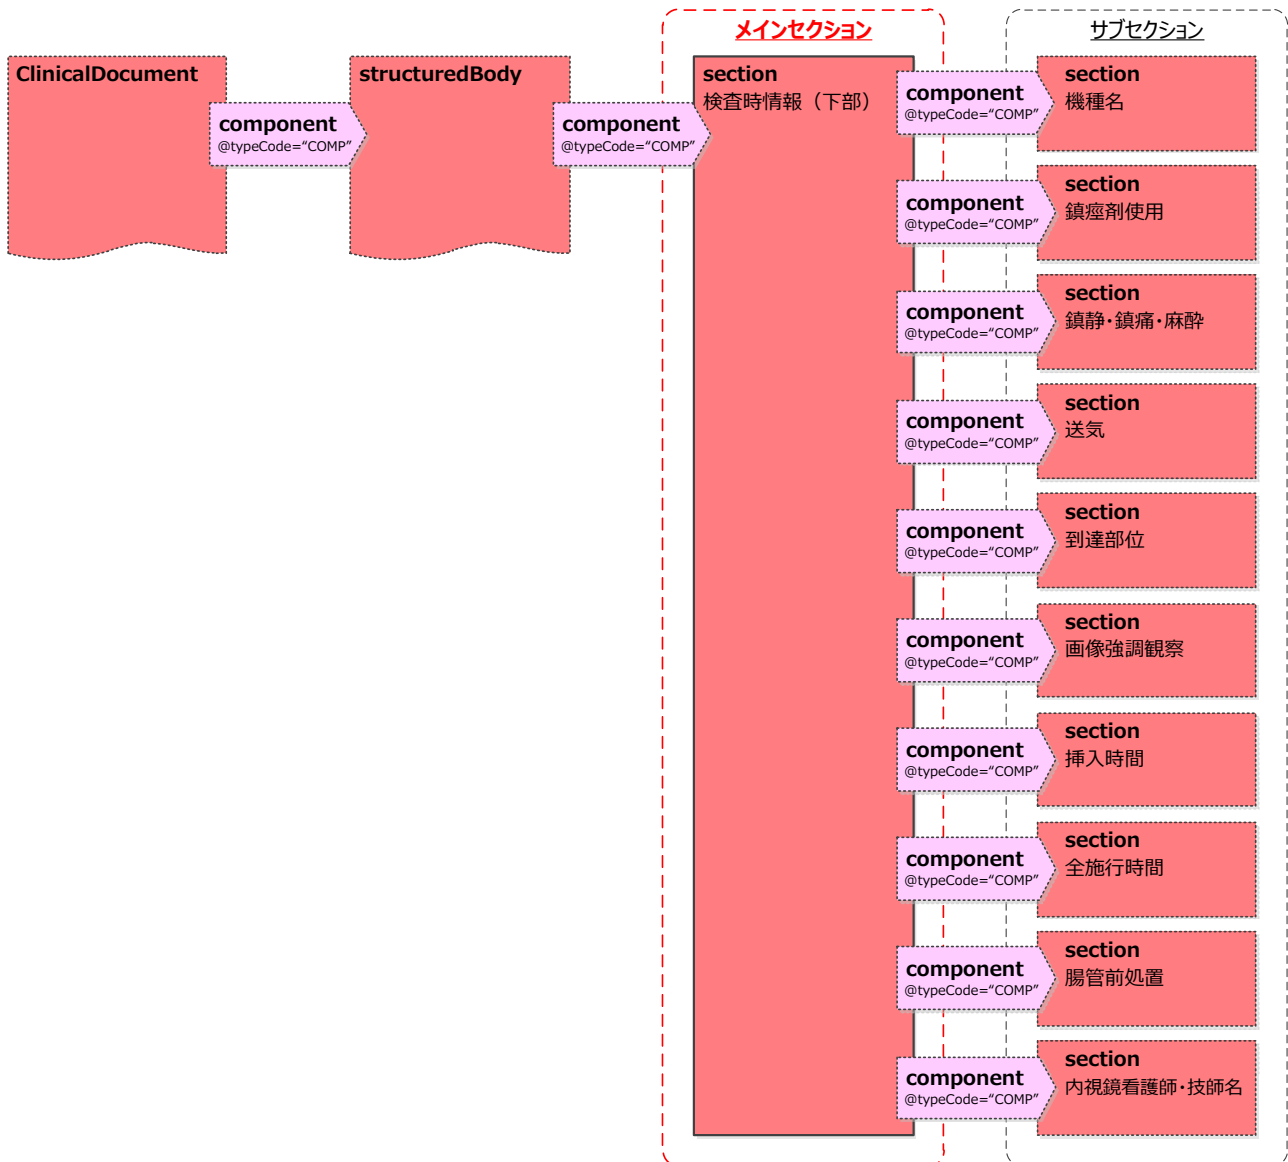 メインセクション
サブセクション
ClinicalDocument
component
@typeCode="COMP"
structuredBody
component
@typeCode="COMP"
section
検査時情報（下部）
component
@typeCode="COMP"
section
機種名
component
@typeCode="COMP"
section
鎮痙剤使用
component
@typeCode="COMP"
section
鎮静・鎮痛・麻酔
component
@typeCode="COMP"
section
送気
component
@typeCode="COMP"
section
到達部位
component
@typeCode="COMP"
section
画像強調観察
component
@typeCode="COMP"
section
挿入時間
component
@typeCode="COMP"
section
全施行時間
component
@typeCode="COMP"
section
腸管前処置
component
@typeCode="COMP"
section
内視鏡看護師・技師名